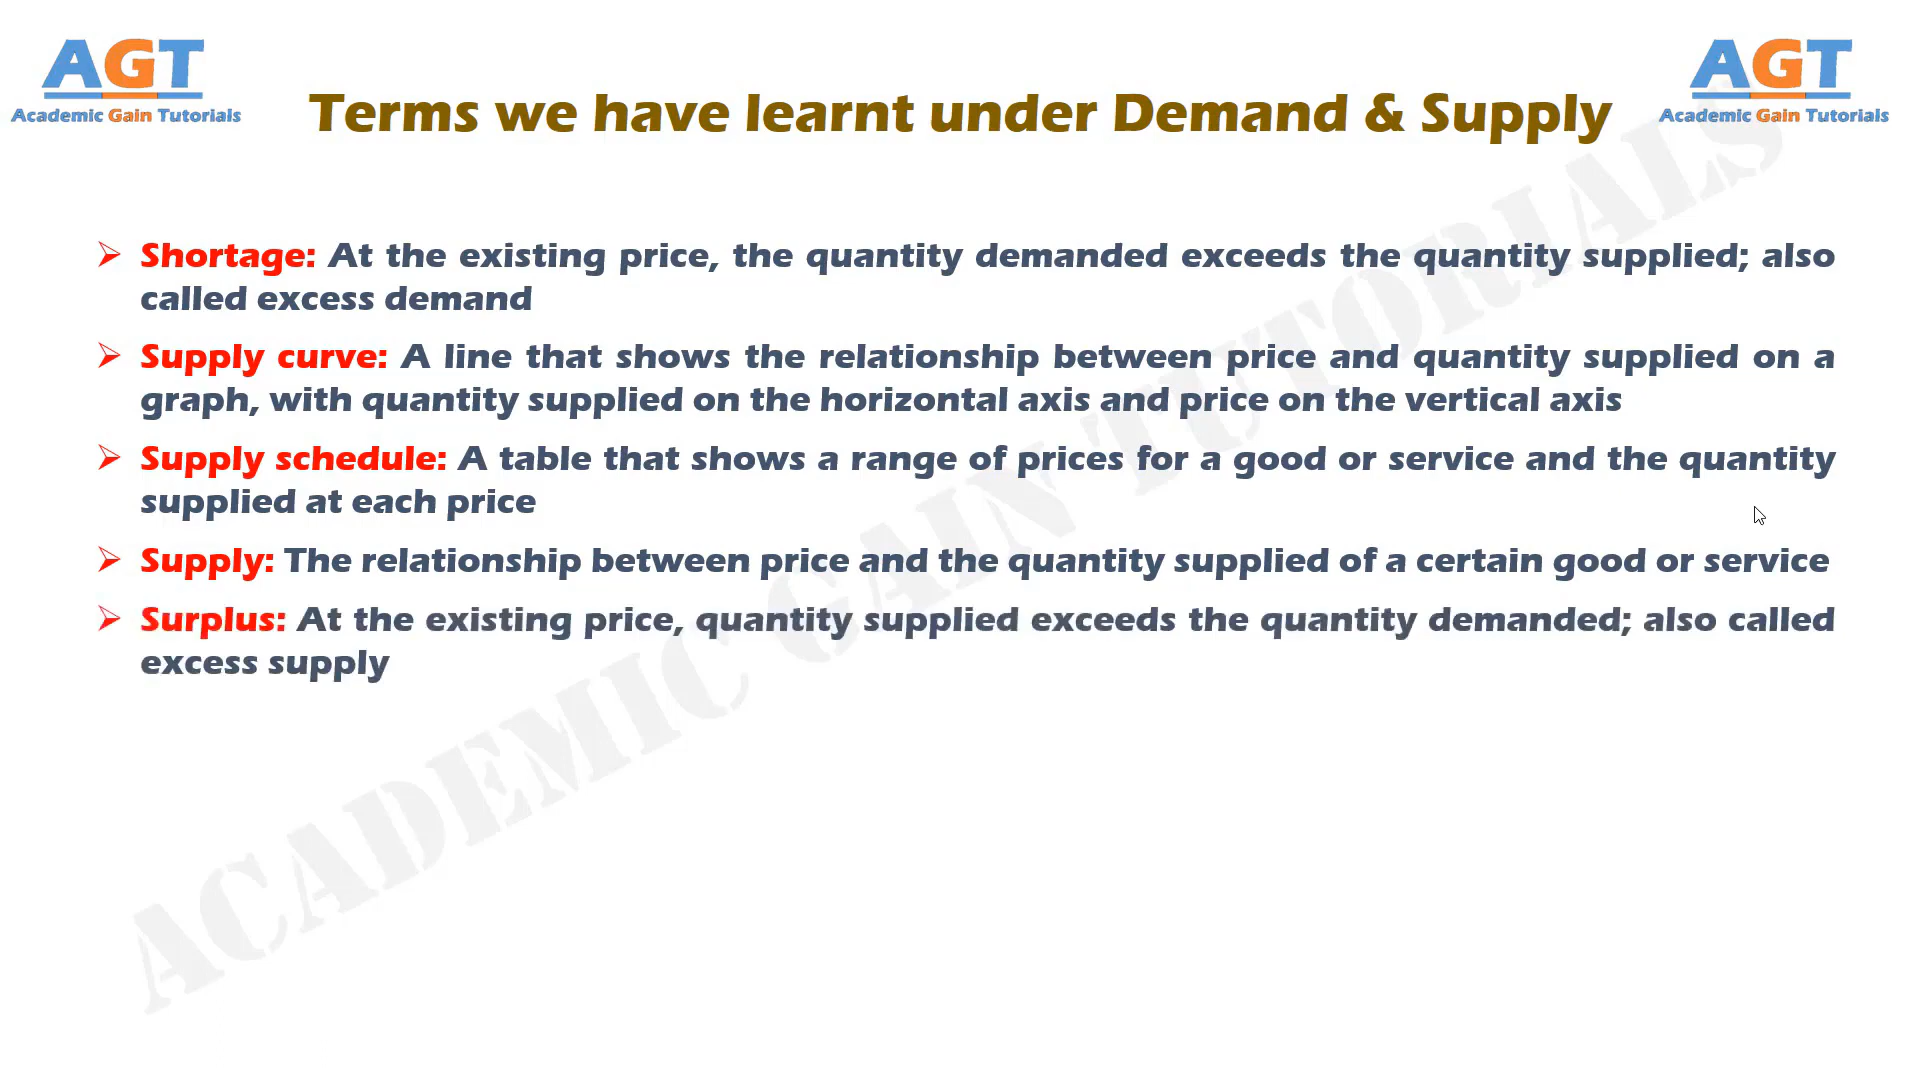 AGT
Academic Gain Tutorials
AGT
Academic Gain Tutorials
Terms we have learnt under Demand & Supply
Shortage: At the existing price, the quantity demanded exceeds the quantity supplied; also
called excess demand
Supply curve: A line that shows the relationship between price and quantity supplied on a
graph, with quantity supplied on the horizontal axis and price on the vertical axis
Supply schedule: A table that shows a range of prices for a good or service and the quantity
supplied at each price
Supply: The relationship between price and the quantity supplied of a certain good or service
Surplus: At the existing price, quantity supplied exceeds the quantity demanded; also called
excess supply
ACADEMIC GAIN TUTORIALS